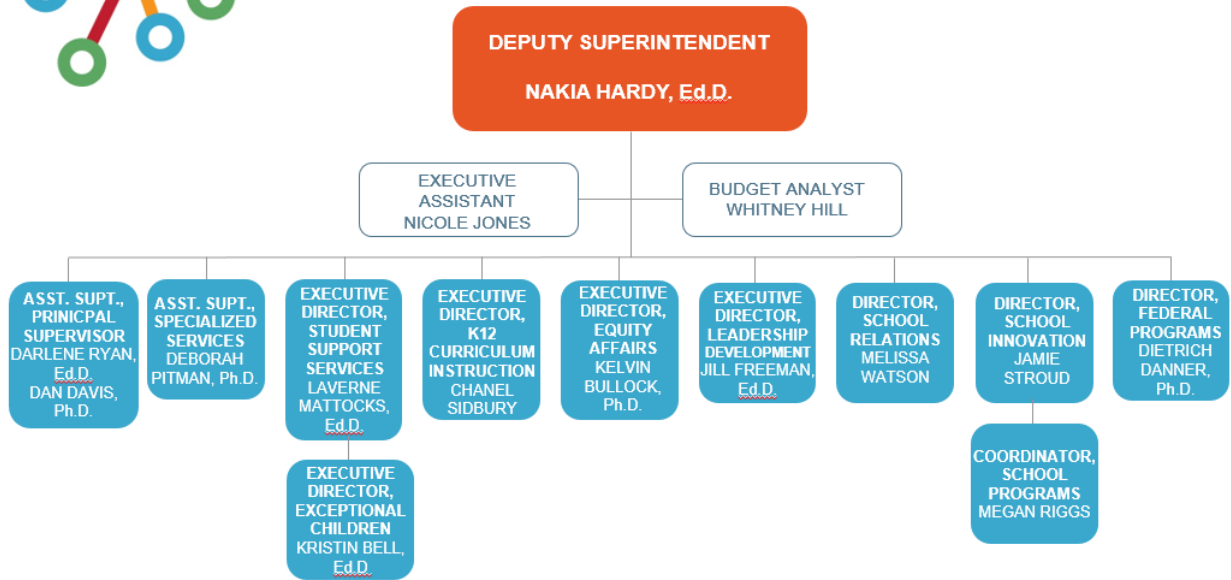 DEPUTY SUPERINTENDENT
NAKIA HARDY, Ed.D.
EXECUTIVE
ASSISTANT
NICOLE JONES
BUDGET ANALYST
WHITNEY HILL
ASST. SUPT.,
PRINICPAL
SUPERVISOR
DARLENE RYAN,
Ed.D.
DAN DAVIS,
Ph.D.
ASST. SUPT.,
SPECIALIZED
SERVICES
DEBORAH
PITMAN, Ph.D.
EXECUTIVE
DIRECTOR,
STUDENT
SUPPORT
SERVICES
LAVERNE
MATTOCKS,
Ed.D.
EXECUTIVE
DIRECTOR,
K12
CURRICULUM
INSTRUCTION
CHANEL
SIDBURY
EXECUTIVE
DIRECTOR,
EQUITY
AFFAIRS
KELVIN
BULLOCK,
Ph.D.
EXECUTIVE
DIRECTOR,
LEADERSHIP
DEVELOPMENT
JILL FREEMAN,
Ed.D.
DIRECTOR,
SCHOOL
RELATIONS
MELISSA
WATSON
DIRECTOR,
SCHOOL
INNOVATION
JAMIE
STROUD
DIRECTOR,
FEDERAL
PROGRAMS
DIETRICH
DANNER,
Ph.D.
EXECUTIVE
DIRECTOR,
EXCEPTIONAL
CHILDREN
KRISTIN BELL,
Ed.D
COORDINATOR,
SCHOOL
PROGRAMS
MEGAN RIGGS